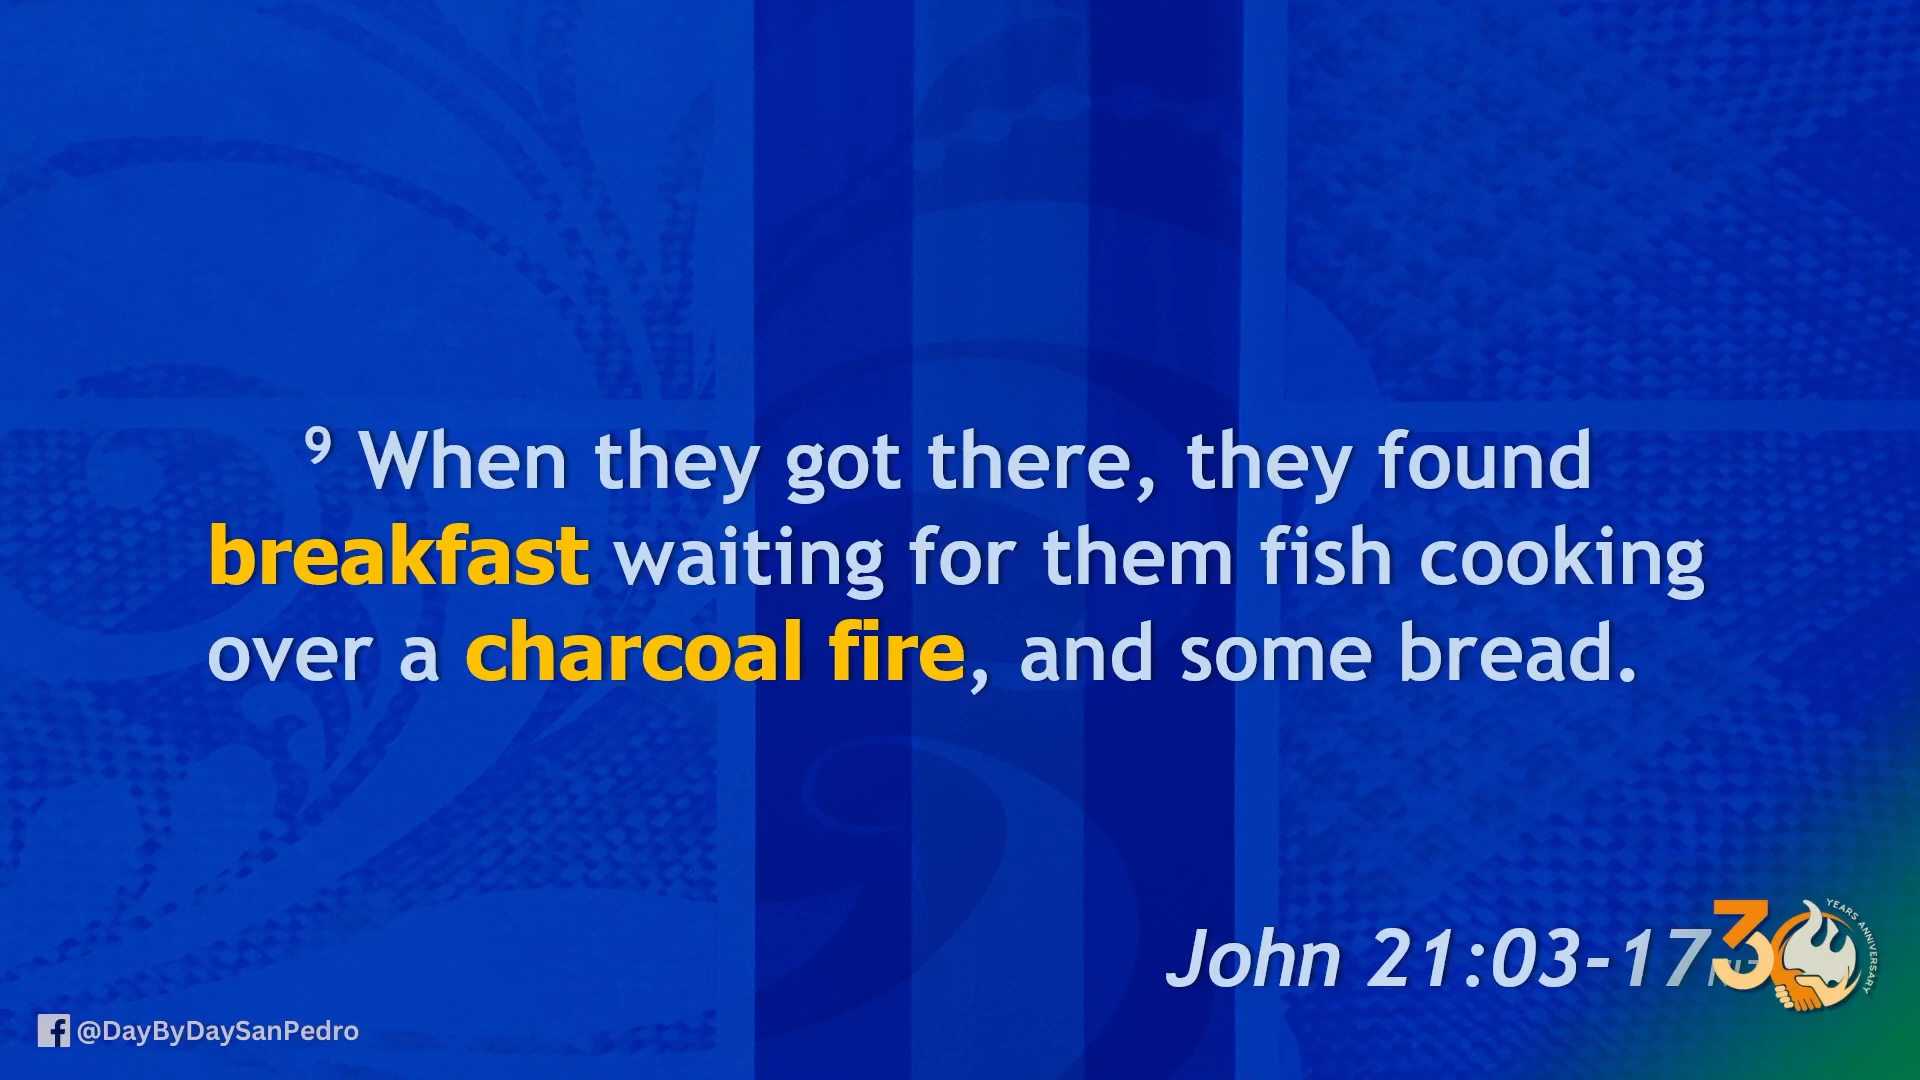 ⁹ When they got there, they found
breakfast waiting for them fish cooking
over a charcoal fire, and some bread.
John 21:03-17
30
YEARS ANNIVERSARY
@DayByDaySanPedro